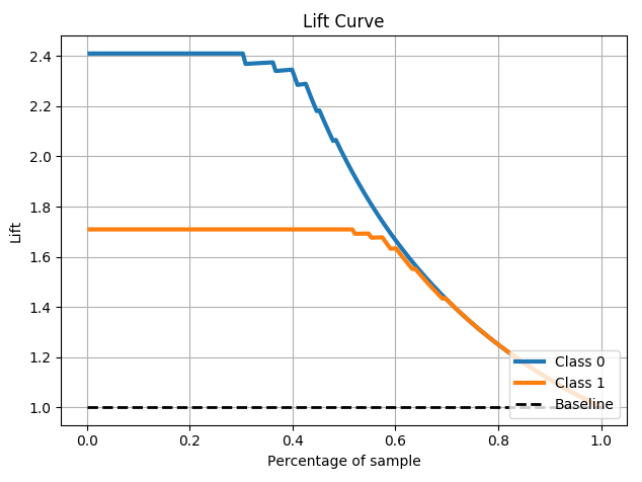 Lift Curve
Lift
2.4
2.2
2.0
1.8
1.6
1.4
1.2
1.0
0.0 0.2 0.4 0.6 0.8 1.0
Percentage of sample
Class 0
Class 1
Baseline